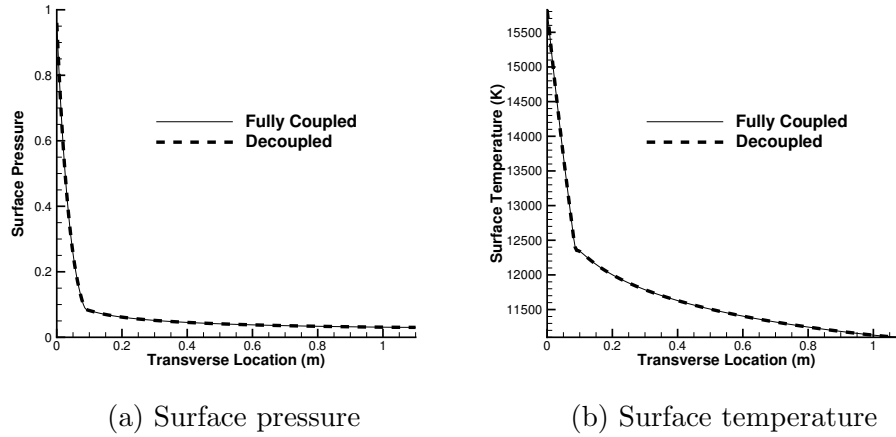 Surface Pressure
1
0.8
0.6
0.4
0.2
0
Fully Coupled
Decoupled
0
0.2
0.4
0.6
0.8
1
Transverse Location (m)
(a) Surface pressure
Surface Temperature (K)
15500
15000
14500
14000
13500
13000
12500
12000
11500
Fully Coupled
Decoupled
0
0.2
0.4
0.6
0.8
1
Transverse Location (m)
(b) Surface temperature